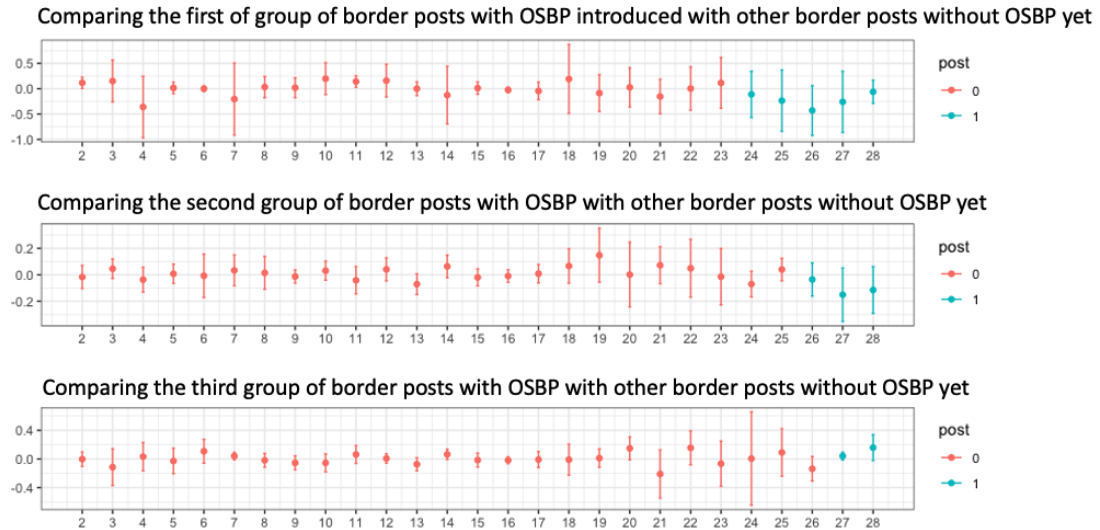 Comparing the first of group of border posts with OSBP introduced with other border posts without OSBP yet
0.5
0.0
-0.5
-1.0
2 3 4 5 6 7 8 9 10 11 12 13 14 15 16 17 18 19 20 21 22 23 24 25 26 27 28
post
0
1
Comparing the second group of border posts with OSBP with other border posts without OSBP yet
0.2
0.0
-0.2
2 3 4 5 6 7 8 9 10 11 12 13 14 15 16 17 18 19 20 21 22 23 24 25 26 27 28
post
0
1
Comparing the third group of border posts with OSBP with other border posts without OSBP yet
0.4
0.0
-0.4
2 3 4 5 6 7 8 9 10 11 12 13 14 15 16 17 18 19 20 21 22 23 24 25 26 27 28
post
0
1